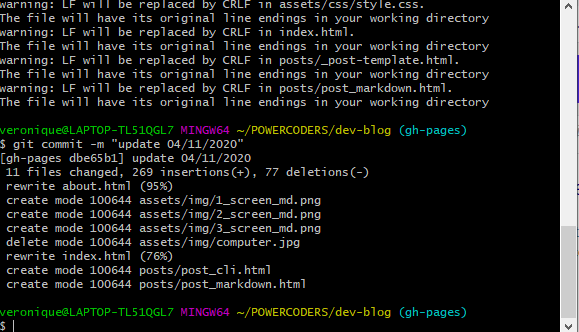 warning: LF will be replaced by CRLF in assets/css/style.css.
The file will have its original line endings in your working directory
warning: LF will be replaced by CRLF in index.html.
The file will have its original line endings in your working directory
warning: LF will be replaced by CRLF in posts/_post-template.html.
The file will have its original line endings in your working directory
warning: LF will be replaced by CRLF in posts/post_markdown.html.
The file will have its original line endings in your working directory
veronique@LAPTOP-TL51QGL7 MINGW64 ~/POWERCODERS/dev-blog (gh-pages)
$ git commit -m "update 04/11/2020"
[gh-pages dbe65b1] update 04/11/2020
11 files changed, 269 insertions(+), 77 deletions(-)
rewrite about.html (95%)
create mode 100644 assets/img/1_screen_md.png
create mode 100644 assets/img/2_screen_md.png
create mode 100644 assets/img/3_screen_md.png
delete mode 100644 assets/img/computer.jpg
rewrite index.html (76%)
create mode 100644 posts/post_cli.html
create mode 100644 posts/post_markdown.html
veronique@LAPTOP-TL51QGL7 MINGW64 ~/POWERCODERS/dev-blog (gh-pages)
$